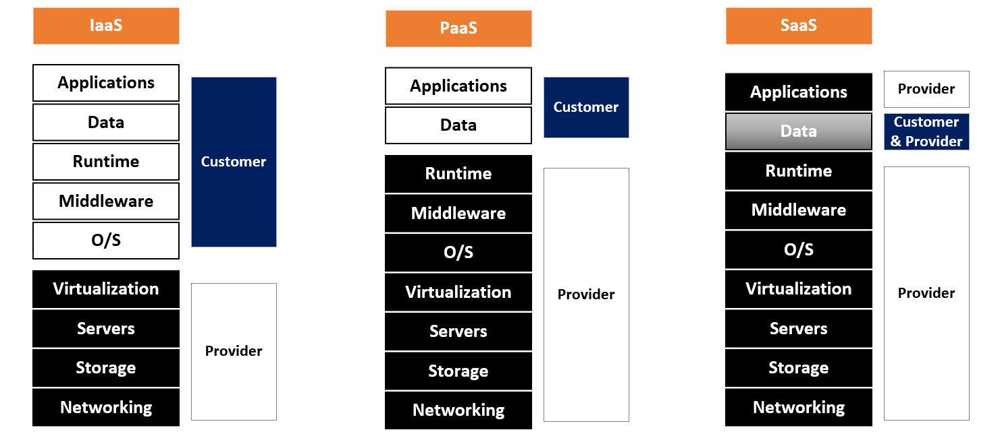 IaaS
Applications
Data
Runtime
Middleware
O/S
Virtualization
Servers
Storage
Networking
Customer
Provider
PaaS
Applications
Data
Runtime
Middleware
O/S
Virtualization
Servers
Storage
Networking
Customer
Provider
SaaS
Applications
Data
Runtime
Middleware
O/S
Virtualization
Servers
Storage
Networking
Provider
Customer
& Provider
Provider